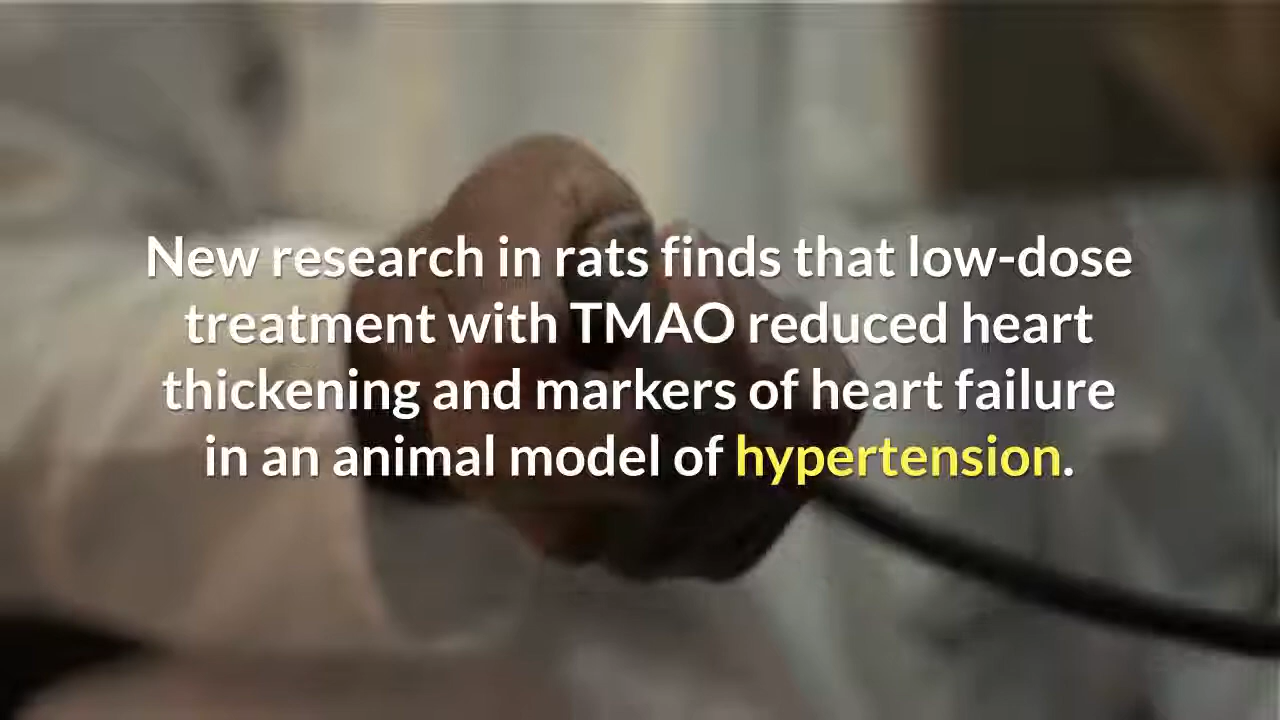 New research in rats finds that low-dose
treatment with TMAO reduced heart
thickening and markers of heart failure
in an animal model of hypertension.